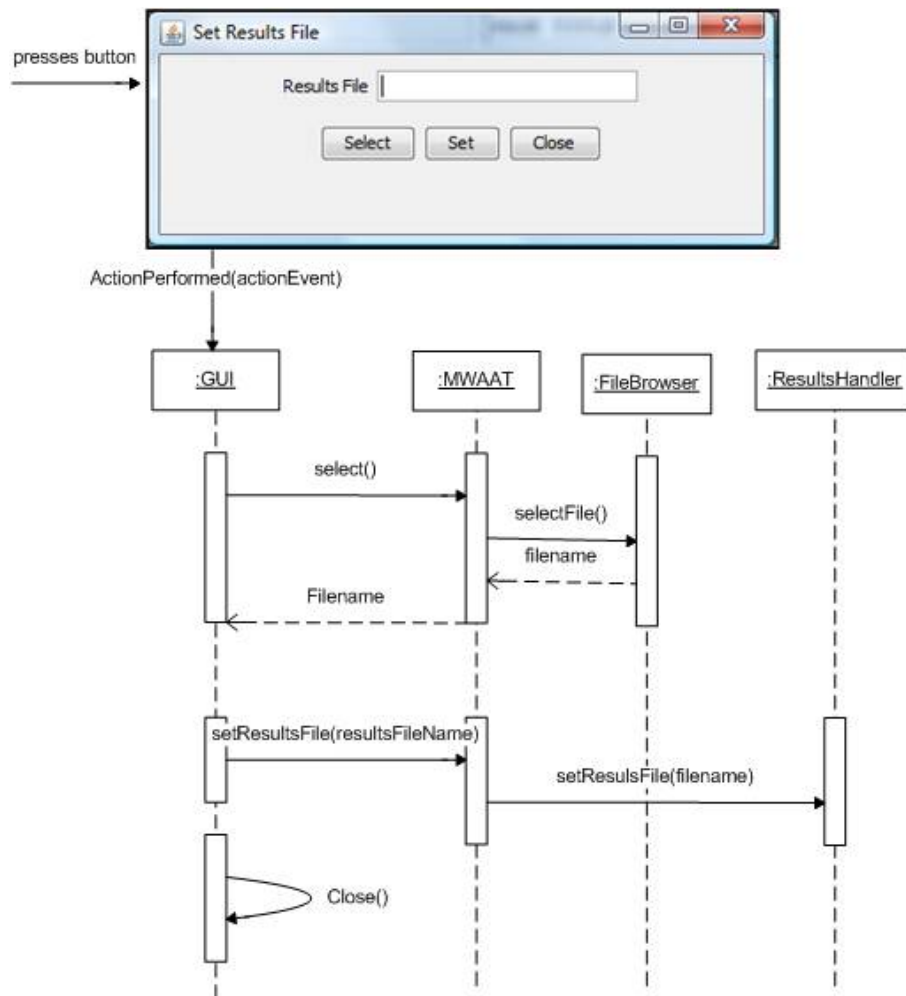 Set Results File
presses button
Results File
Select Set Close
ActionPerformed(actionEvent)
:GUI :MWAAT :FileBrowser :ResultsHandler
select()
selectFile()
filename
Filename
setResultsFile(resultsFileName)
setResulsFile(filename)
Close()